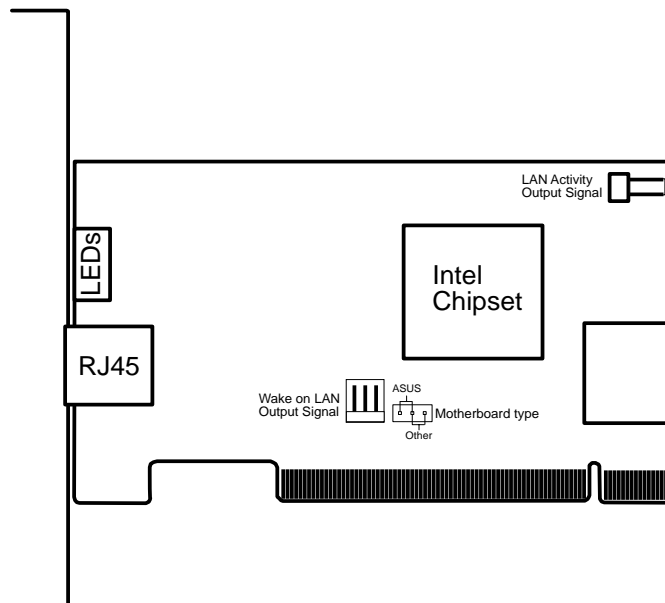 LAN Activity
Output Signal
LEDs
Intel
Chipset
RJ45
Wake on LAN
Output Signal
ASUS
Motherboard type
Other